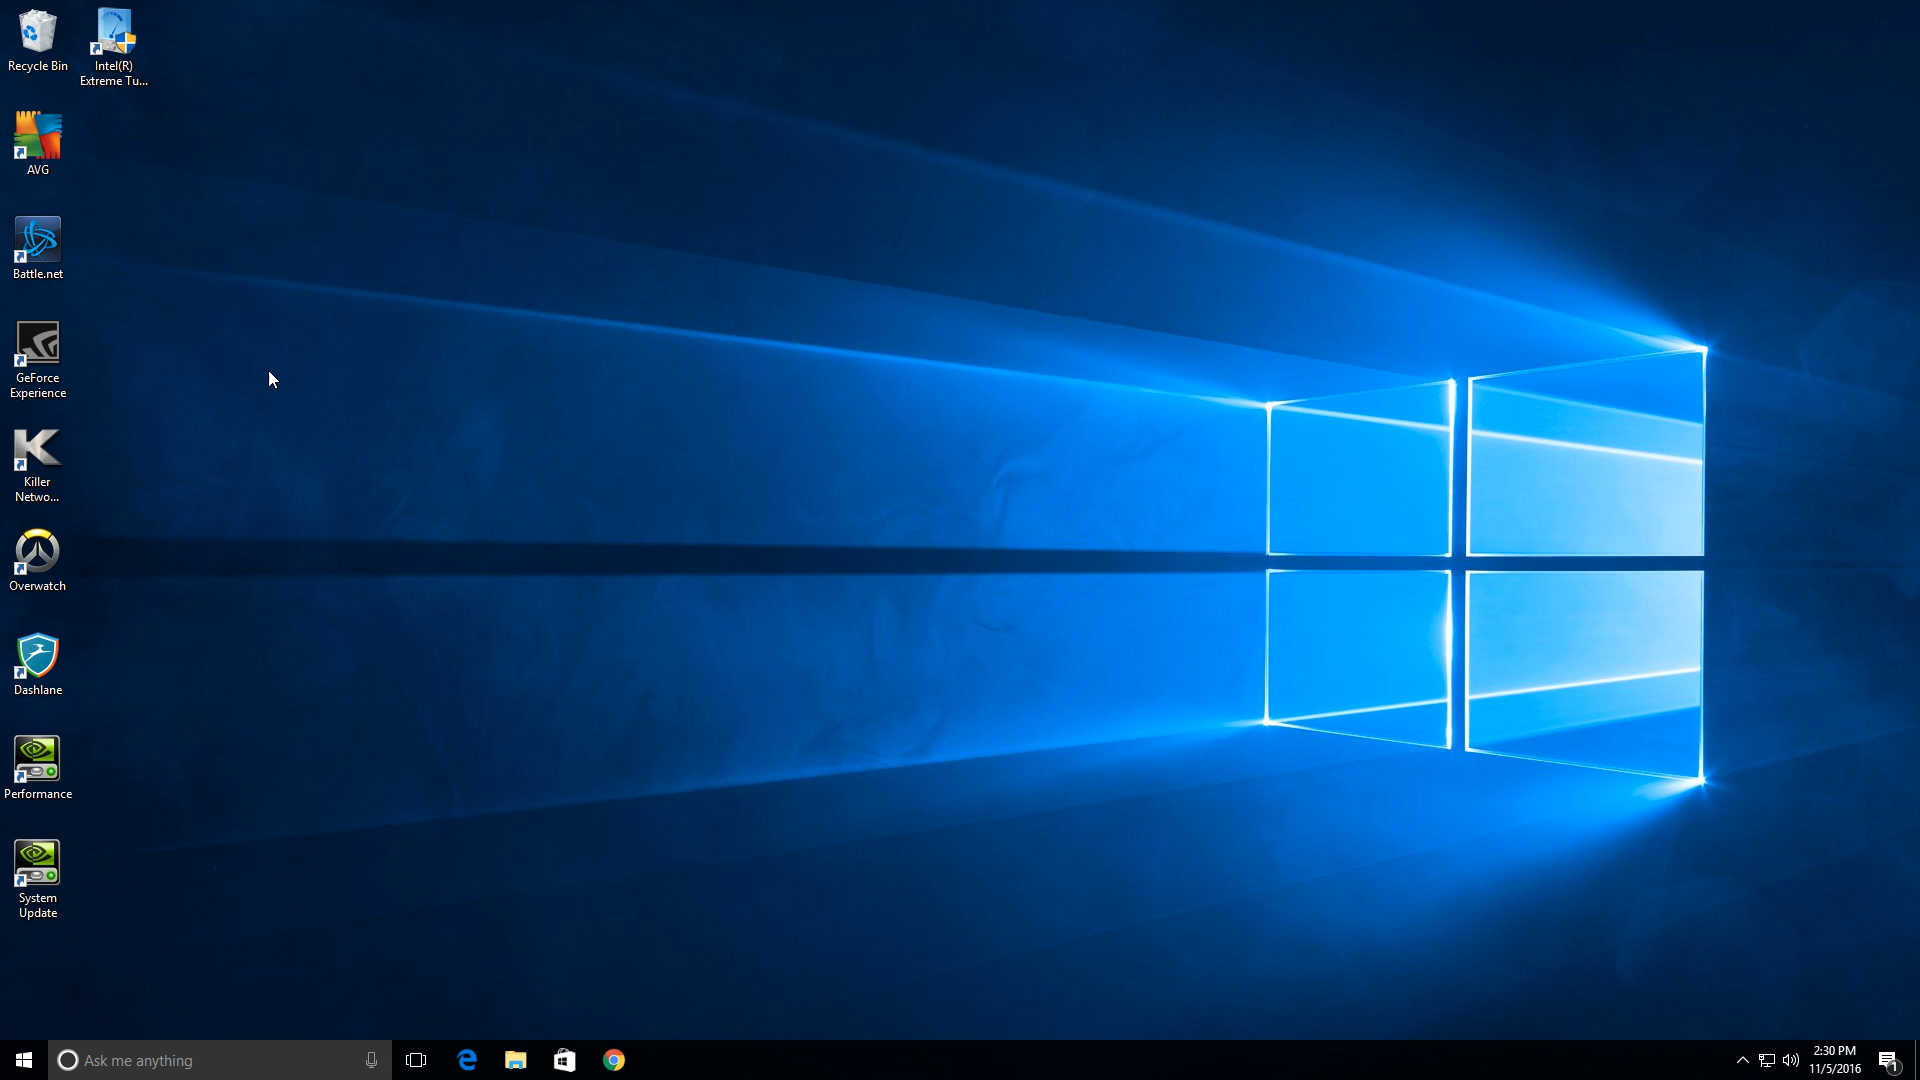 Recycle Bin
Intel(R)
Extreme Tu...
AVG
Battle.net
GeForce
Experience
Killer
Netwo...
Overwatch
Dashlane
Performance
System
Update
Ask me anything
2:30 PM
11/5/2016
1